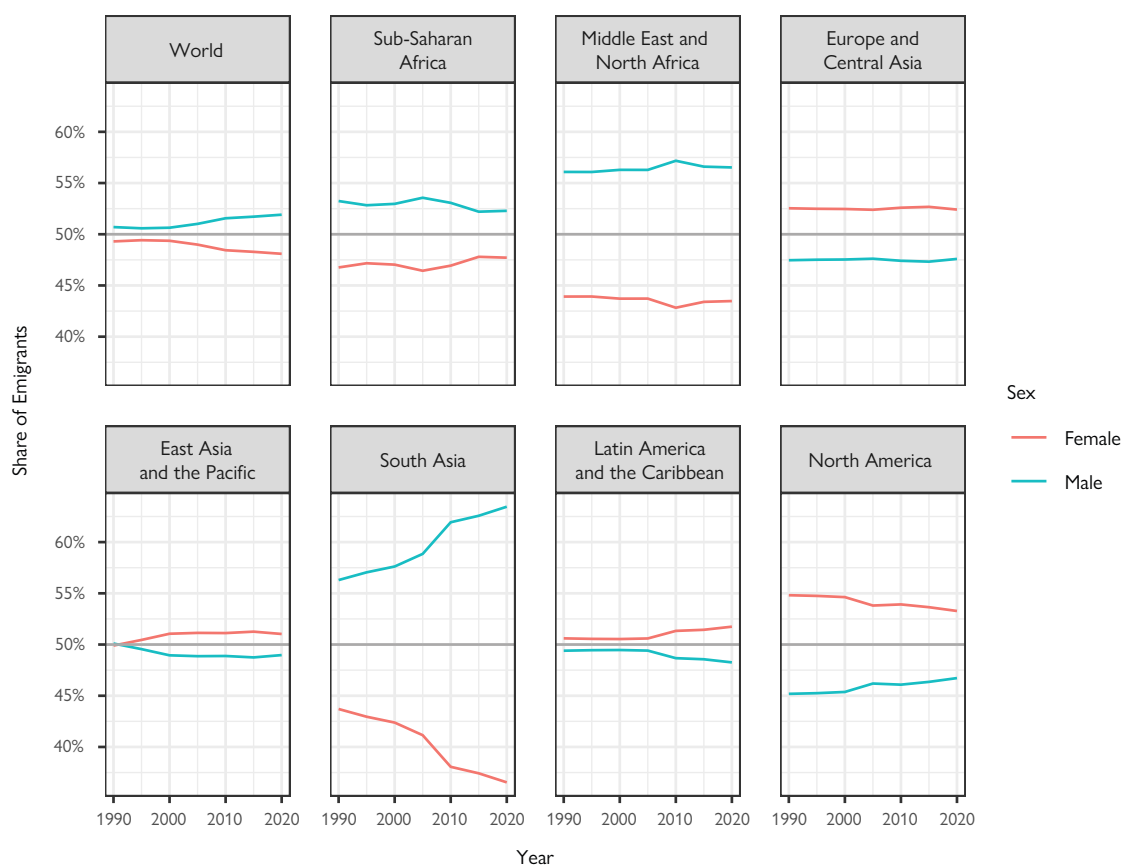 World
Sub-Saharan
Africa
Middle East and
North Africa
Europe and
Central Asia
60%
55%
50%
45%
40%
Share of Emigrants
East Asia
and the Pacific
South Asia
Latin America
and the Caribbean
North America
60%
55%
50%
45%
40%
1990 2000 2010 2020
1990 2000 2010 2020
1990 2000 2010 2020
1990 2000 2010 2020
Year
Sex
Female
Male